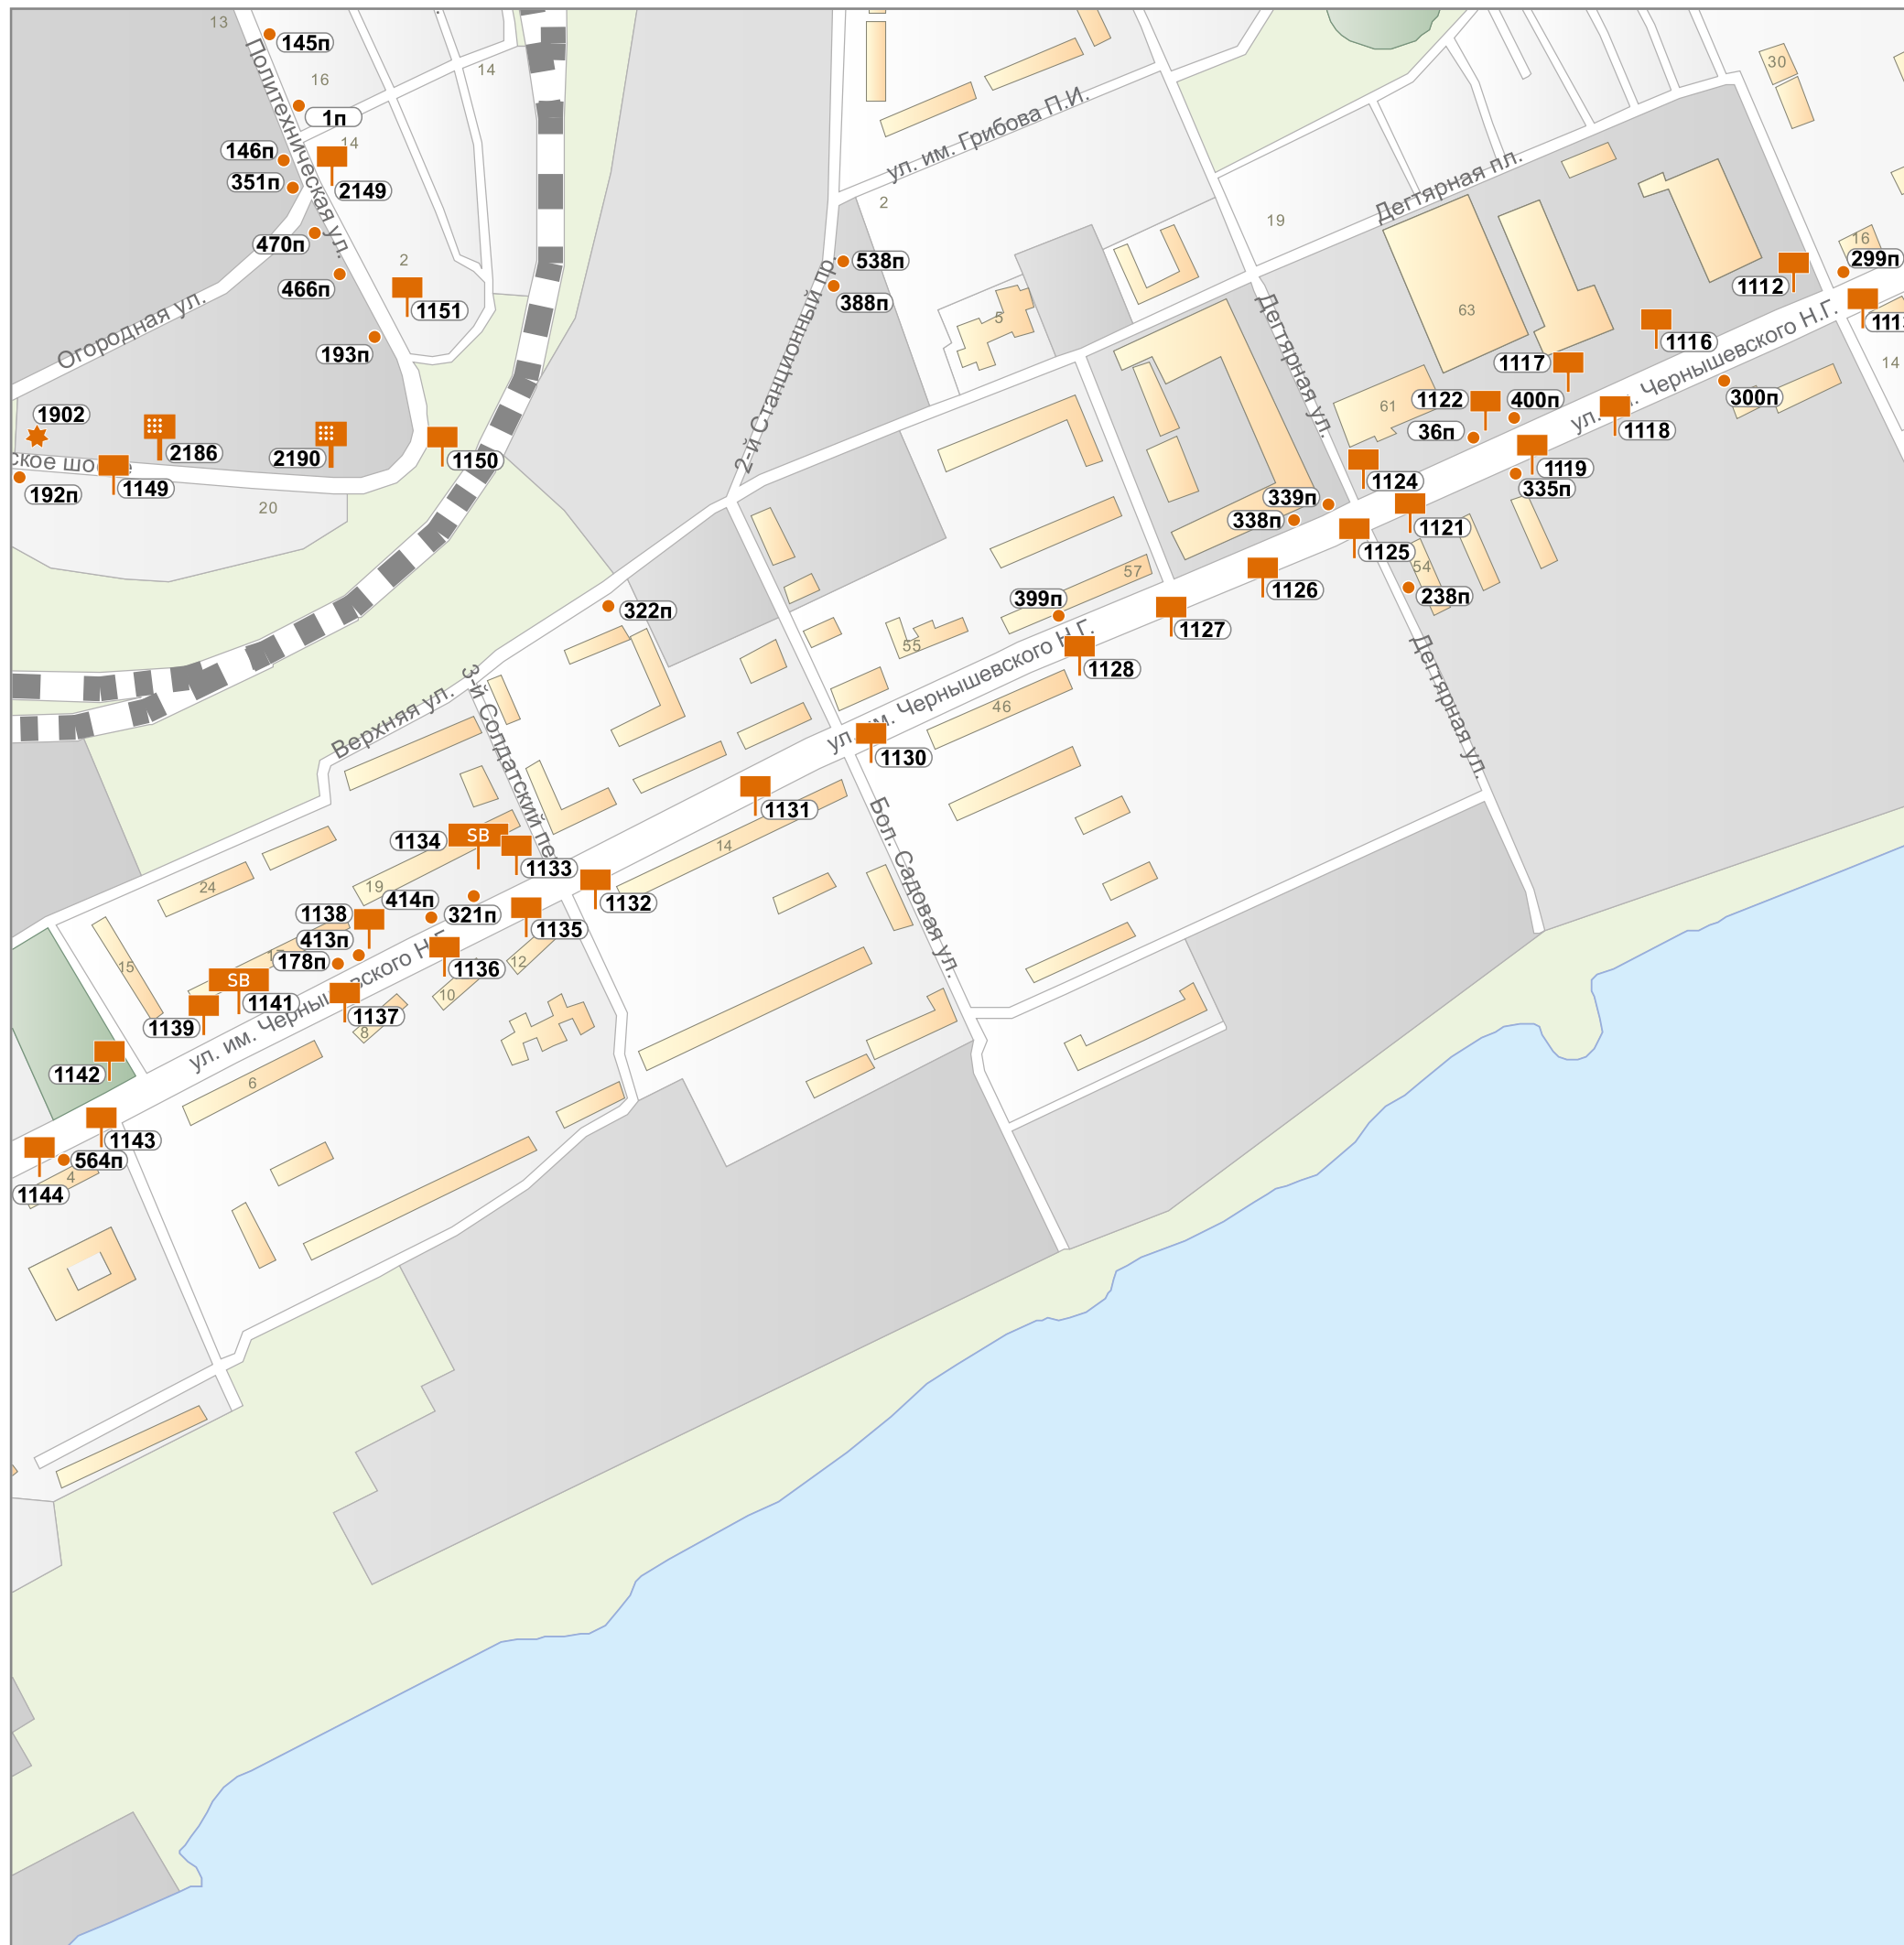 13
145п
Политехническая ул.
16
14
30
1п
14
146п
351п
2149
ул. им. Грибова П.И.
Дегтярная пл.
2
19
470п
2
538п
16
299п
466п
388п
1112
1151
Огородная ул.
2-й Станционный пр.
5
Дегтярная ул.
63
ул. им. Чернышевского Н.Г.
193п
1116
1117
14
1902
2186
2190
1150
61
1122
400п
300п
36п
1118
1149
192п
20
1124
1119
335п
339п
338п
1121
1125
54
57
1126
238п
322п
399п
1127
55
ул. им. Чернышевского Н.Г.
1128
Дегтярная ул.
46
Верхняя ул.
3-й Солдатский пе
1130
1131
Бол. Садовая ул.
SB
1134
1133
14
24
19
414п
1132
1138
321п
1135
413п
178п
15
12
1136
SB
1141
10
1139
1137
8
ул. им. Чернышевского Н.Г.
1142
6
1143
564п
4
1144